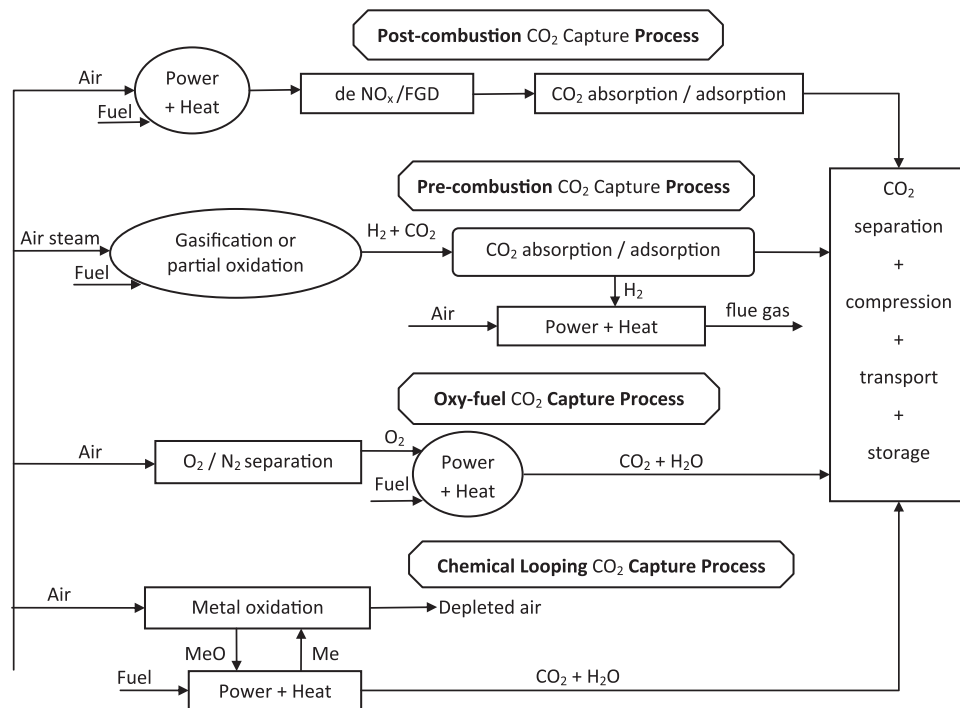 Post-combustion CO₂ Capture Process
Air
Fuel
Power
+ Heat
de NOₓ/FGD
CO₂ absorption / adsorption
Pre-combustion CO₂ Capture Process
Air steam
Fuel
Gasification or
partial oxidation
H₂ + CO₂
CO₂ absorption / adsorption
H₂
Air
Power + Heat
flue gas
Oxy-fuel CO₂ Capture Process
Air
O₂ / N₂ separation
O₂
Fuel
Power
+ Heat
CO₂ + H₂O
Chemical Looping CO₂ Capture Process
Air
Metal oxidation
Depleted air
MeO
Me
Fuel
Power + Heat
CO₂ + H₂O
CO₂
separation
+
compression
+
transport
+
storage